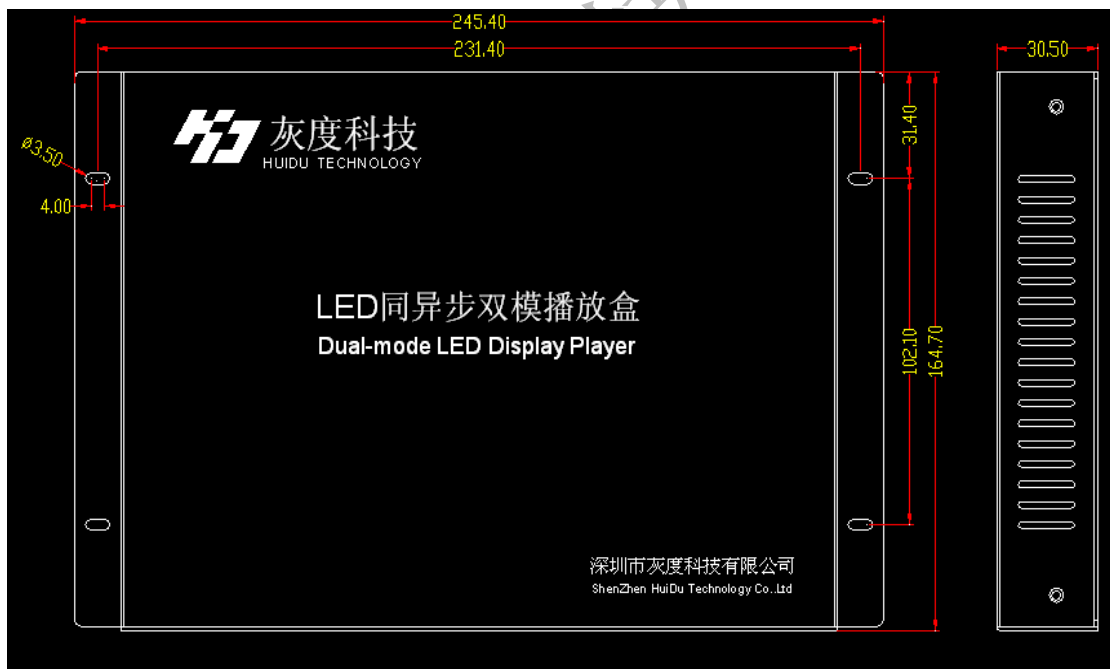 245.40
231.40
30.50
灰度科技
HUIDU TECHNOLOGY
31.40
ø3.50
4.00
LED同异步双模播放盒
Dual-mode LED Display Player
102.10
164.70
深圳市灰度科技有限公司
ShenZhen HuiDu Technology Co..Ltd